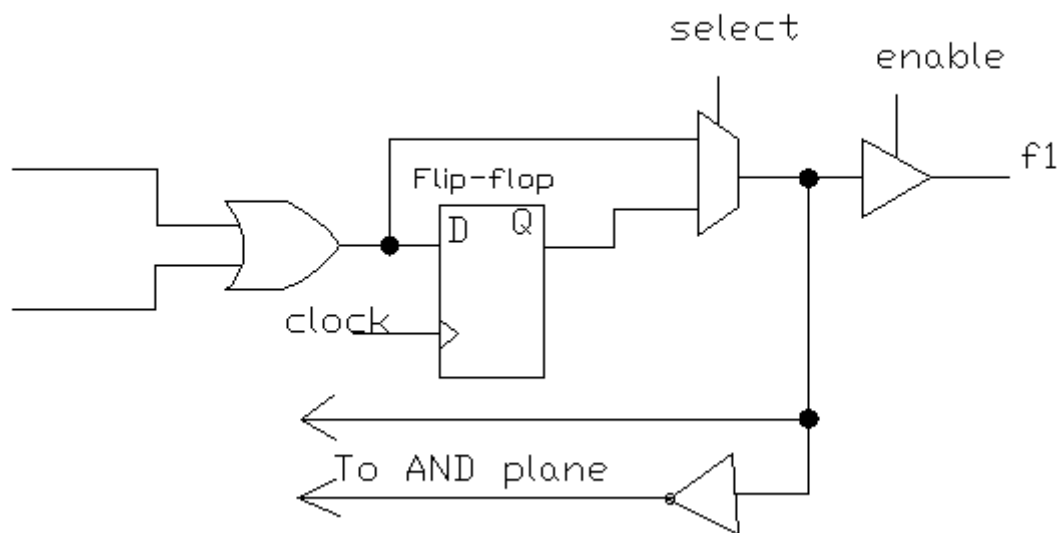 select
enable
f1
Flip-flop
D
Q
clock
To AND plane